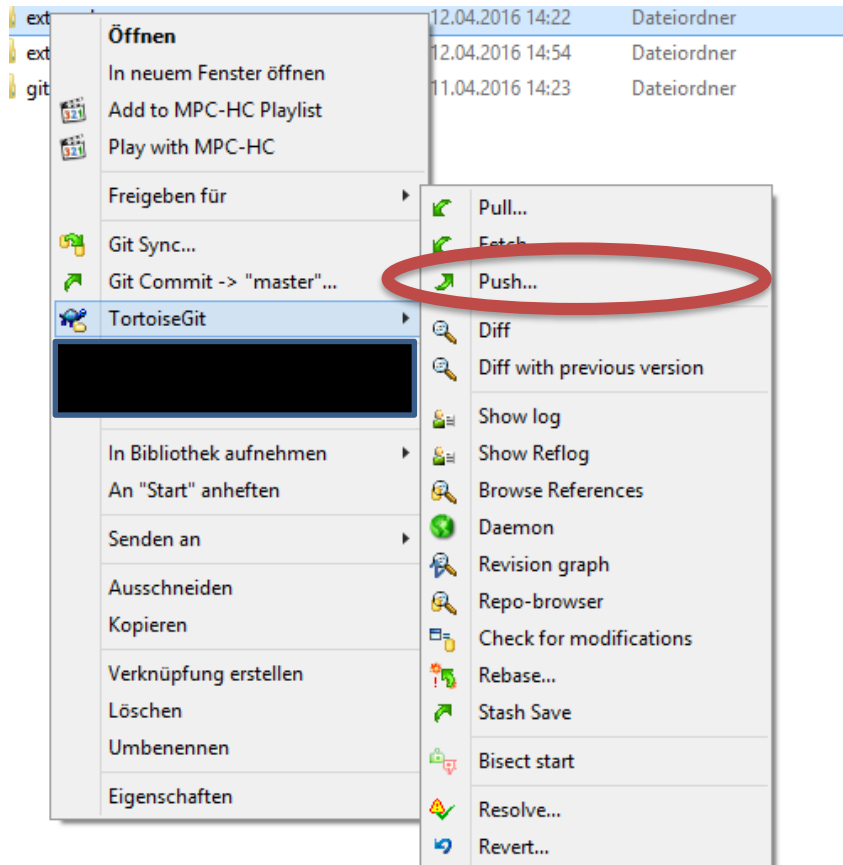 ext
12.04.2016 14:22 Dateiordner
ext
12.04.2016 14:54 Dateiordner
git
11.04.2016 14:23 Dateiordner
Öffnen
In neuem Fenster öffnen
Add to MPC-HC Playlist
Play with MPC-HC
Freigeben für
Git Sync...
Git Commit -> "master"...
TortoiseGit
In Bibliothek aufnehmen
An "Start" anheften
Senden an
Ausschneiden
Kopieren
Verknüpfung erstellen
Löschen
Umbenennen
Eigenschaften
Pull...
Push...
Diff
Diff with previous version
Show log
Show Reflog
Browse References
Daemon
Revision graph
Repo-browser
Check for modifications
Rebase...
Stash Save
Bisect start
Resolve...
Revert...